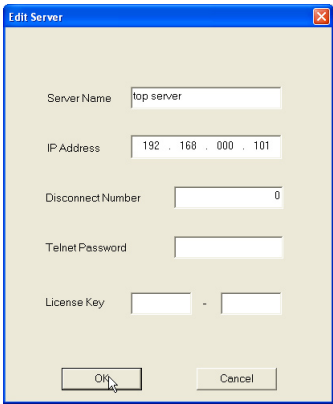 Edit Server
Server Name top server
IP Address 192 . 168 . 000 . 101
Disconnect Number 0
Telnet Password
License Key -
OK Cancel